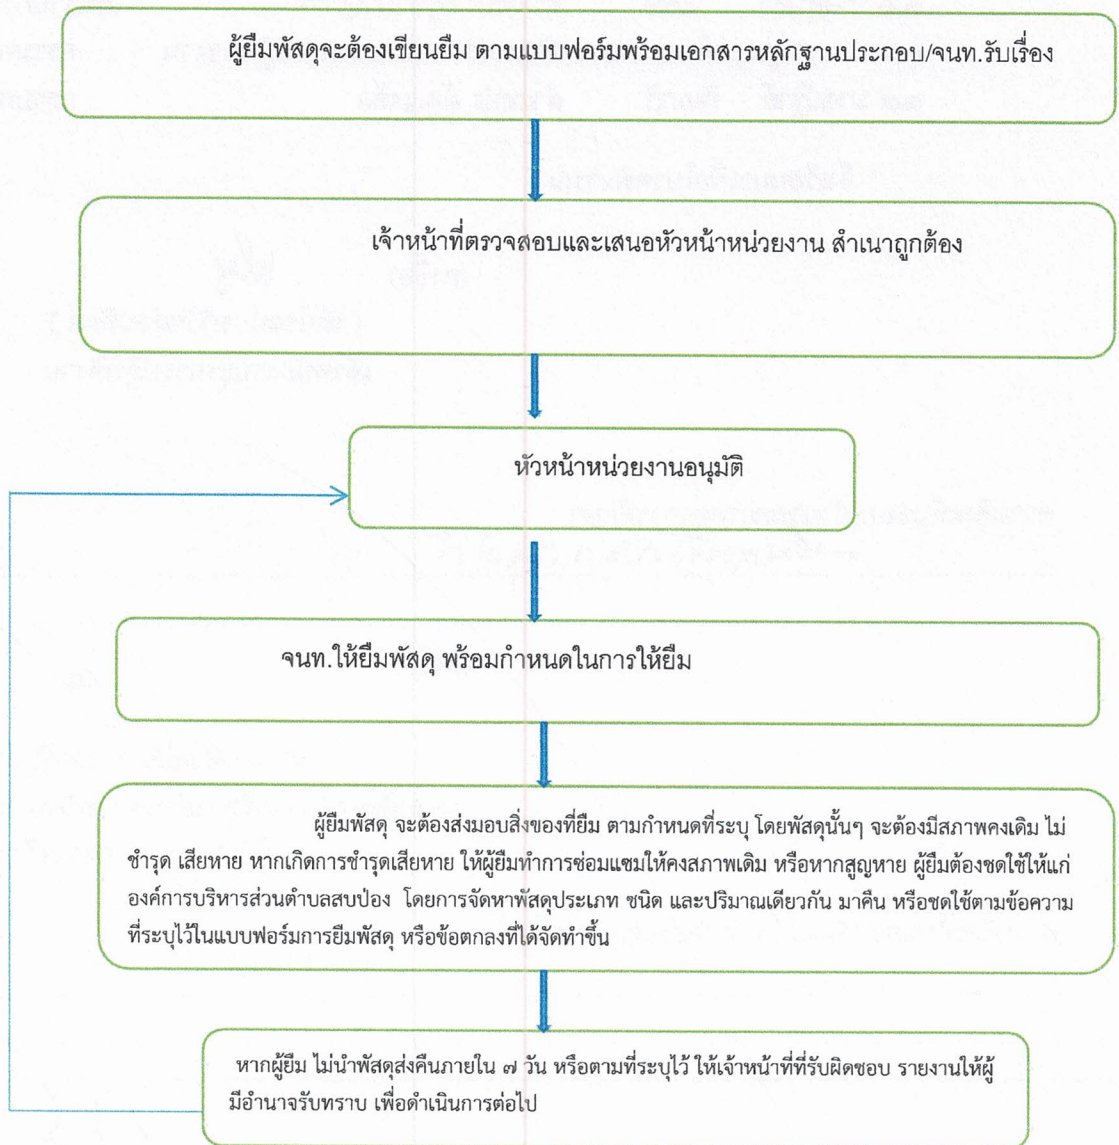 ผู้ยืมพัสดุจะต้องเขียนยืม ตามแบบฟอร์มพร้อมเอกสารหลักฐานประกอบ/จนท.รับเรื่อง
เจ้าหน้าที่ตรวจสอบและเสนอหัวหน้าหน่วยงาน สำเนาถูกต้อง
หัวหน้าหน่วยงานอนุมัติ
จนท.ให้ยืมพัสดุ พร้อมกำหนดในการให้ยืม
ผู้ยืมพัสดุ จะต้องส่งมอบสิ่งของที่ยืม ตามกำหนดที่ระบุ โดยพัสดุนั้นๆ จะต้องมีสภาพคงเดิม ไม่
ชำรุด เสียหาย หากเกิดการชำรุดเสียหาย ให้ผู้ยืมทำการซ่อมแซมให้คงสภาพเดิม หรือหากสูญหาย ผู้ยืมต้องชดใช้ให้แก่
องค์การบริหารส่วนตำบลสบป่อง โดยการจัดหาพัสดุประเภท ชนิด และปริมาณเดียวกัน มาคืน หรือชดใช้ตามข้อความ
ที่ระบุไว้ในแบบฟอร์มการยืมพัสดุ หรือข้อตกลงที่ได้จัดทำขึ้น
หากผู้ยืม ไม่นำพัสดุส่งคืนภายใน ๗ วัน หรือตามที่ระบุไว้ ให้เจ้าหน้าที่ที่รับผิดชอบ รายงานให้ผู้
มีอำนาจรับทราบ เพื่อดำเนินการต่อไป